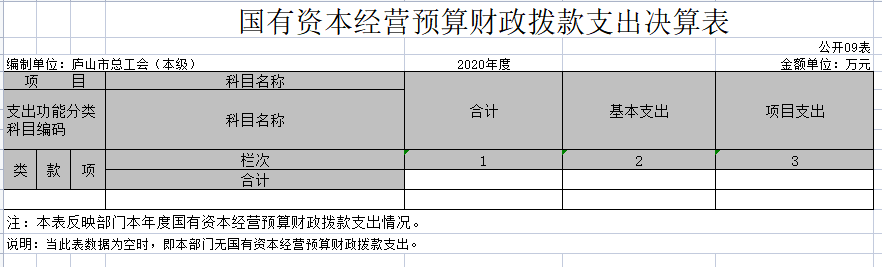 国有资本经营预算财政拨款支出决算表
公开09表
编制单位：庐山市总工会（本级） 2020年度 金额单位：万元
项 目 科目名称 合计 基本支出 项目支出
支出功能分类
科目编码
科目名称
类 款 项 栏次 1 2 3
合计
注：本表反映部门本年度国有资本经营预算财政拨款支出情况。
说明：当此表数据为空时，即本部门无国有资本经营预算财政拨款支出。